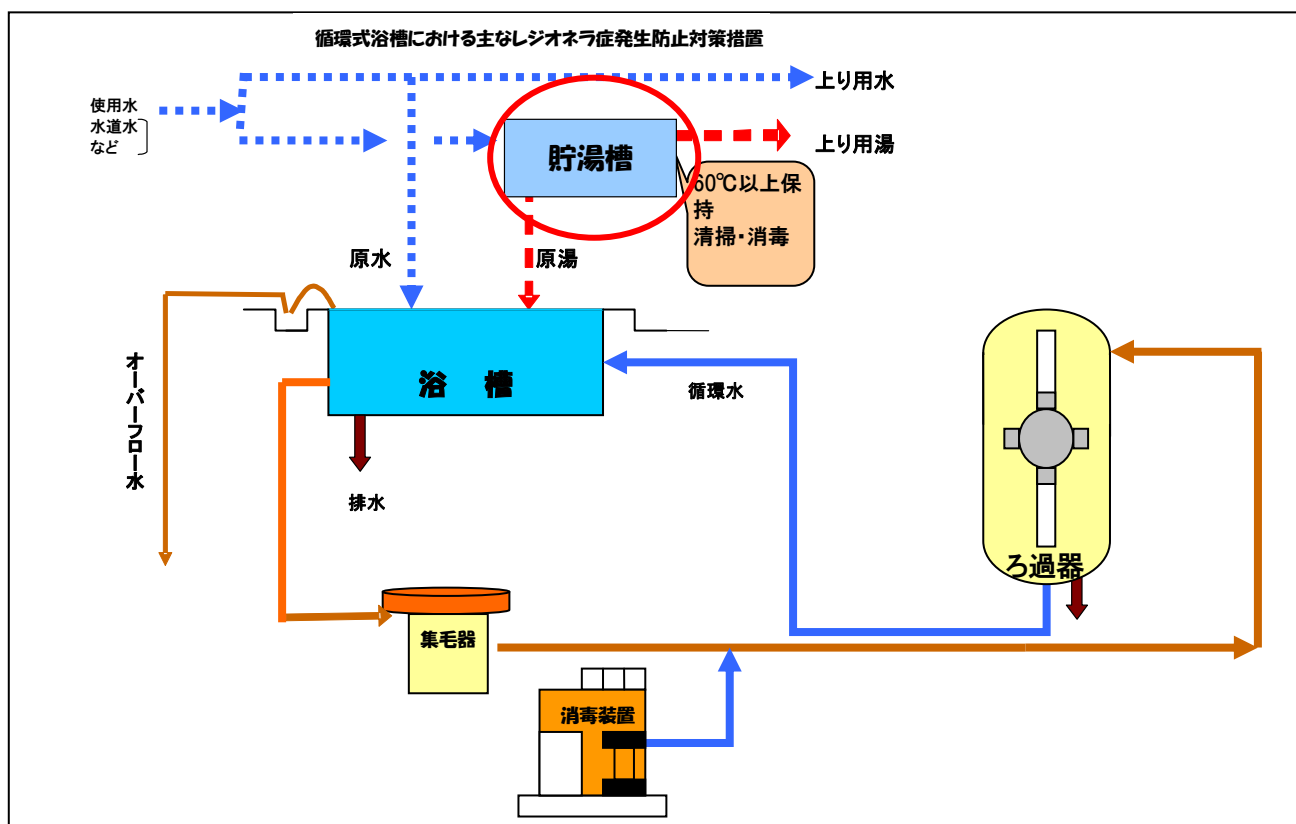 循環式浴槽における主なレジオネラ症発生防止対策措置
上り用水
使用水
水道水
など
上り用湯
貯湯槽
60℃以上保
持
清掃・消毒
原水
原湯
オーバーフロー水
浴　槽
循環水
排水
ろ過器
集毛器
消毒装置